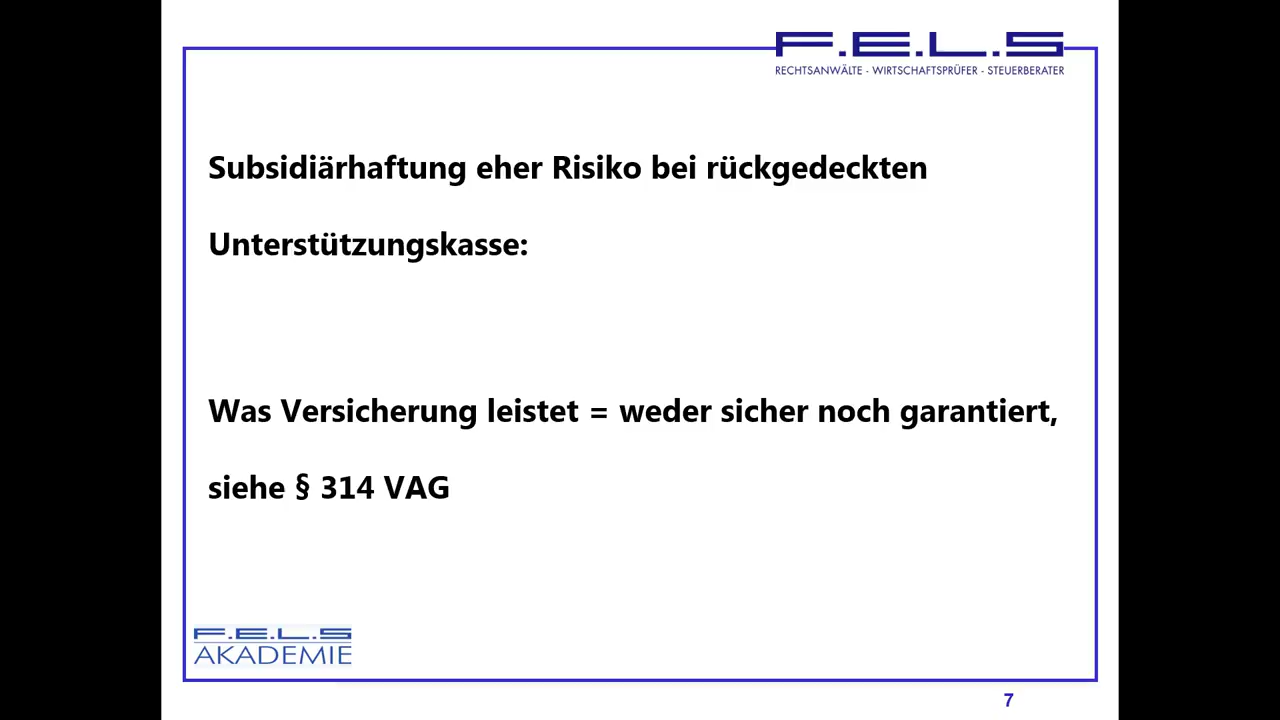 F.E.L.S
RECHTSANWÄLTE - WIRTSCHAFTSPRÜFER - STEUERBERATER
Subsidiärhaftung eher Risiko bei rückgedeckten
Unterstützungskasse:
Was Versicherung leistet = weder sicher noch garantiert,
siehe § 314 VAG
F.E.L.S
AKADEMIE
7